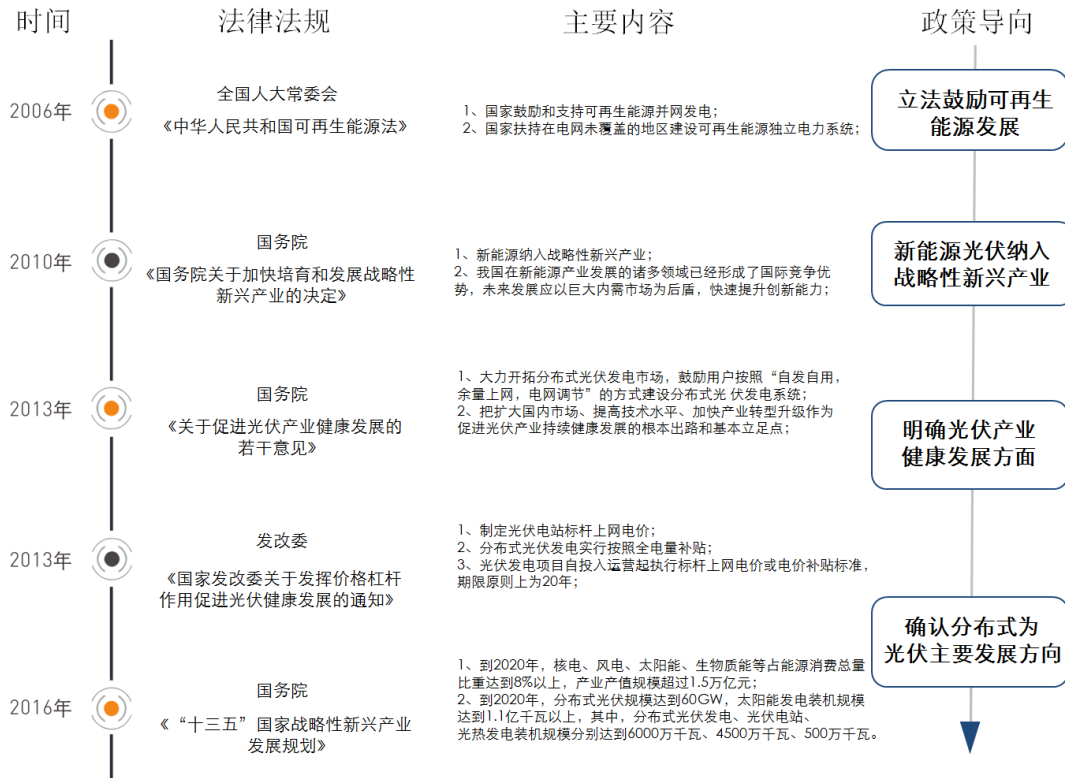 时间
法律法规
主要内容
政策导向
2006年
全国人大常委会
《中华人民共和国可再生能源法》
1、国家鼓励和支持可再生能源并网发电；
2、国家扶持在电网未覆盖的地区建设可再生能源独立电力系统；
立法鼓励可再生
能源发展
2010年
国务院
《国务院关于加快培育和发展战略性
新兴产业的决定》
1、新能源纳入战略性新兴产业；
2、我国在新能源产业发展的诸多领域已经形成了国际竞争优
势，未来发展应以巨大内需市场为后盾，快速提升创新能力；
新能源光伏纳入
战略性新兴产业
2013年
国务院
《关于促进光伏产业健康发展的
若干意见》
1、大力开拓分布式光伏发电市场，鼓励用户按照“自发自用，
余量上网，电网调节”的方式建设分布式光 伏发电系统；
2、把扩大国内市场、提高技术水平、加快产业转型升级作为
促进光伏产业持续健康发展的根本出路和基本立足点；
明确光伏产业
健康发展方面
2013年
发改委
《国家发改委关于发挥价格杠杆
作用促进光伏健康发展的通知》
1、制定光伏电站标杆上网电价；
2、分布式光伏发电实行按照全电量补贴；
3、光伏发电项目自投入运营起执行标杆上网电价或电价补贴标准，
期限原则上为20年；
确认分布式为
光伏主要发展方向
2016年
国务院
《“十三五”国家战略性新兴产业
发展规划》
1、到2020年，核电、风电、太阳能、生物质能等占能源消费总量
比重达到8%以上，产业产值规模超过1.5万亿元；
2、到2020年，分布式光伏规模达到60GW，太阳能发电装机规模
达到1.1亿千瓦以上，其中，分布式光伏发电、光伏电站、
光热发电装机规模分别达到6000万千瓦、4500万千瓦、500万千瓦。